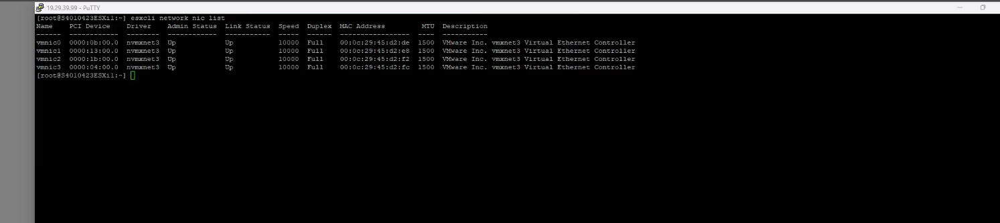 19.29.39.99 - PuTTY
[root@S4010423ESXi1:~] esxcli network nic list
Name    PCI Device    Driver    Admin Status  Link Status  Speed  Duplex  MAC Address         MTU  Description
------  ------------  --------  ------------  -----------  -----  ------  -----------------  ----  -----------
vmnic0  0000:0b:00.0  nvmxnet3  Up            Up           10000  Full    00:0c:29:45:d2:de  1500  VMware Inc. vmxnet3 Virtual Ethernet Controller
vmnic1  0000:13:00.0  nvmxnet3  Up            Up           10000  Full    00:0c:29:45:d2:e8  1500  VMware Inc. vmxnet3 Virtual Ethernet Controller
vmnic2  0000:1b:00.0  nvmxnet3  Up            Up           10000  Full    00:0c:29:45:d2:f2  1500  VMware Inc. vmxnet3 Virtual Ethernet Controller
vmnic3  0000:04:00.0  nvmxnet3  Up            Up           10000  Full    00:0c:29:45:d2:fc  1500  VMware Inc. vmxnet3 Virtual Ethernet Controller
[root@S4010423ESXi1:~]